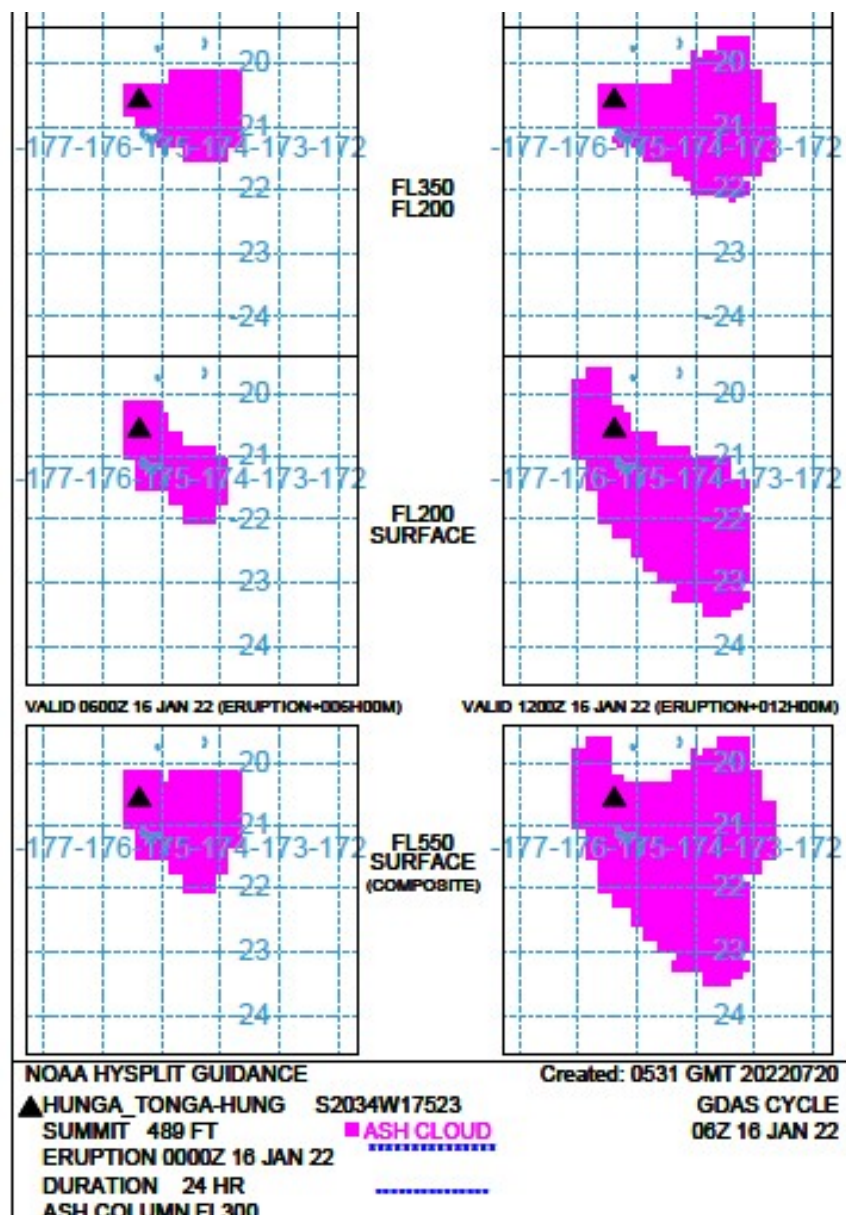 -20
-20
-21
-21
-177-176-175-174-173-172
-177-176-175-174-173-172
FL350
FL200
-22
-22
-23
-23
-24
-24
-20
-20
-21
-21
-177-176-175-174-173-172
-177-176-175-174-173-172
FL200
SURFACE
-22
-22
-23
-23
-24
-24
VALID 0600Z 16 JAN 22 (ERUPTION+006H00M)
VALID 1200Z 16 JAN 22 (ERUPTION+012H00M)
-20
-20
-21
-21
-177-176-175-174-173-172
-177-176-175-174-173-172
FL550
SURFACE
(COMPOSITE)
-22
-22
-23
-23
-24
-24
NOAA HYSPLIT GUIDANCE
Created: 0531 GMT 20220720
HUNGA_TONGA-HUNG S2034W17523
GDAS CYCLE
SUMMIT 489 FT
ASH CLOUD
06Z 16 JAN 22
ERUPTION 0000Z 16 JAN 22
DURATION 24 HR
ASH COLUMN FL300